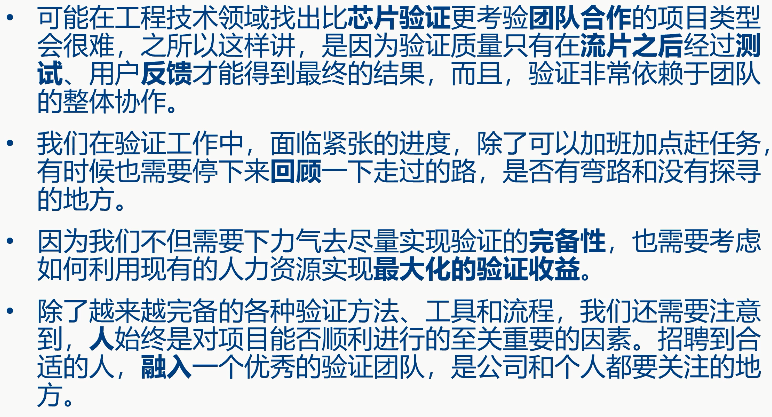 • 可能在工程技术领域找出比芯片验证更考验团队合作的项目类型
会很难，之所以这样讲，是因为验证质量只有在流片之后经过测
试、用户反馈才能得到最终的结果，而且，验证非常依赖于团队
的整体协作。
• 我们在验证工作中，面临紧张的进度，除了可以加班加点赶任务，
有时候也需要停下来回顾一下走过的路，是否有弯路和没有探寻
的地方。
• 因为我们不但需要下力气去尽量实现验证的完备性，也需要考虑
如何利用现有的人力资源实现最大化的验证收益。
• 除了越来越完备的各种验证方法、工具和流程，我们还需要注意
到，人始终是对项目能否顺利进行的至关重要的因素。招聘到合
适的人，融入一个优秀的验证团队，是公司和个人都要关注的地
方。